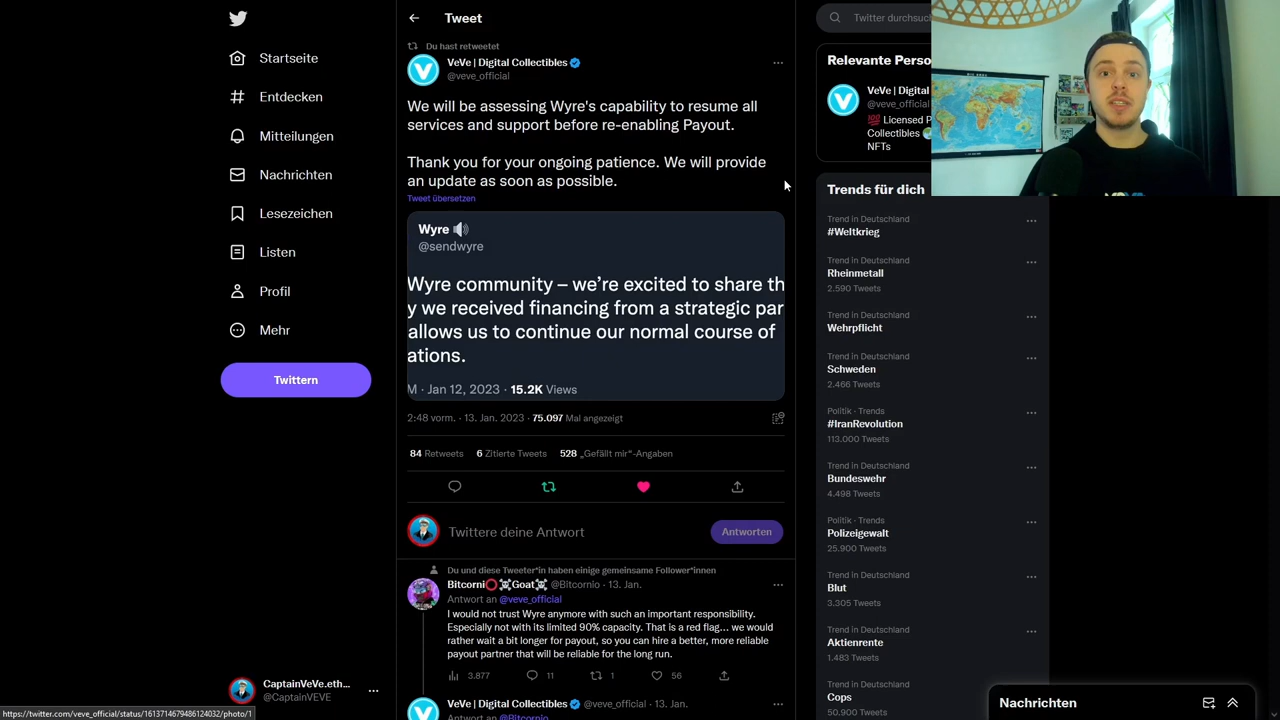 Startseite
Entdecken
Mitteilungen
Nachrichten
Lesezeichen
Listen
Profil
Mehr
Twittern
CaptainVeVe.eth...
@CaptainVEVE
https://twitter.com/veve_official/status/1613714679486124032/photo/1
Tweet
Du hast retweetet
VeVe | Digital Collectibles
@veve_official
We will be assessing Wyre's capability to resume all
services and support before re-enabling Payout.
Thank you for your ongoing patience. We will provide
an update as soon as possible.
Tweet übersetzen
Wyre
@sendwyre
Wyre community – we’re excited to share th
y we received financing from a strategic par
allows us to continue our normal course of
ations.
M · Jan 12, 2023 · 15.2K Views
2:48 vorm. · 13. Jan. 2023 · 75.097 Mal angezeigt
84 Retweets 6 Zitierte Tweets 528 „Gefällt mir“-Angaben
Twittere deine Antwort
Antworten
Du und diese Tweeter*in haben einige gemeinsame Follower*innen
Bitcorni⭕☠Goat☠ @Bitcornio · 13. Jan.
Antwort an @veve_official
I would not trust Wyre anymore with such an important responsibility.
Especially not with its limited 90% capacity. That is a red flag... we would
rather wait a bit longer for payout, so you can hire a better, more reliable
payout partner that will be reliable for the long run.
3.877 11 1 56
VeVe | Digital Collectibles @veve_official · 13. Jan.
Antwort an @Bitcornio
Twitter durchsuc
Relevante Perso
VeVe | Digital
@veve_official
💯 Licensed P
Collectibles
NFTs
Trends für dich
Trend in Deutschland
#Weltkrieg
Trend in Deutschland
Rheinmetall
2.590 Tweets
Trend in Deutschland
Wehrpflicht
Trend in Deutschland
Schweden
2.466 Tweets
Politik · Trends
#IranRevolution
113.000 Tweets
Trend in Deutschland
Bundeswehr
4.498 Tweets
Politik · Trends
Polizeigewalt
25.900 Tweets
Trend in Deutschland
Blut
3.305 Tweets
Trend in Deutschland
Aktienrente
1.483 Tweets
Trend in Deutschland
Cops
50.900 Tweets
Nachrichten